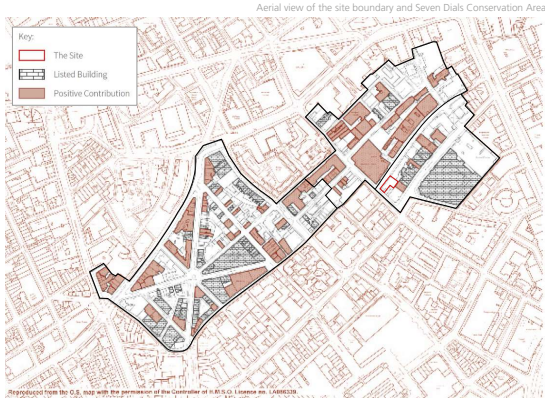 Aerial view of the site boundary and Seven Dials Conservation Area
Key:
The Site
Listed Building
Positive Contribution
Reproduced from the O.S. map with the permission of the Controller of H.M.S.O. Licence no. LA086339.